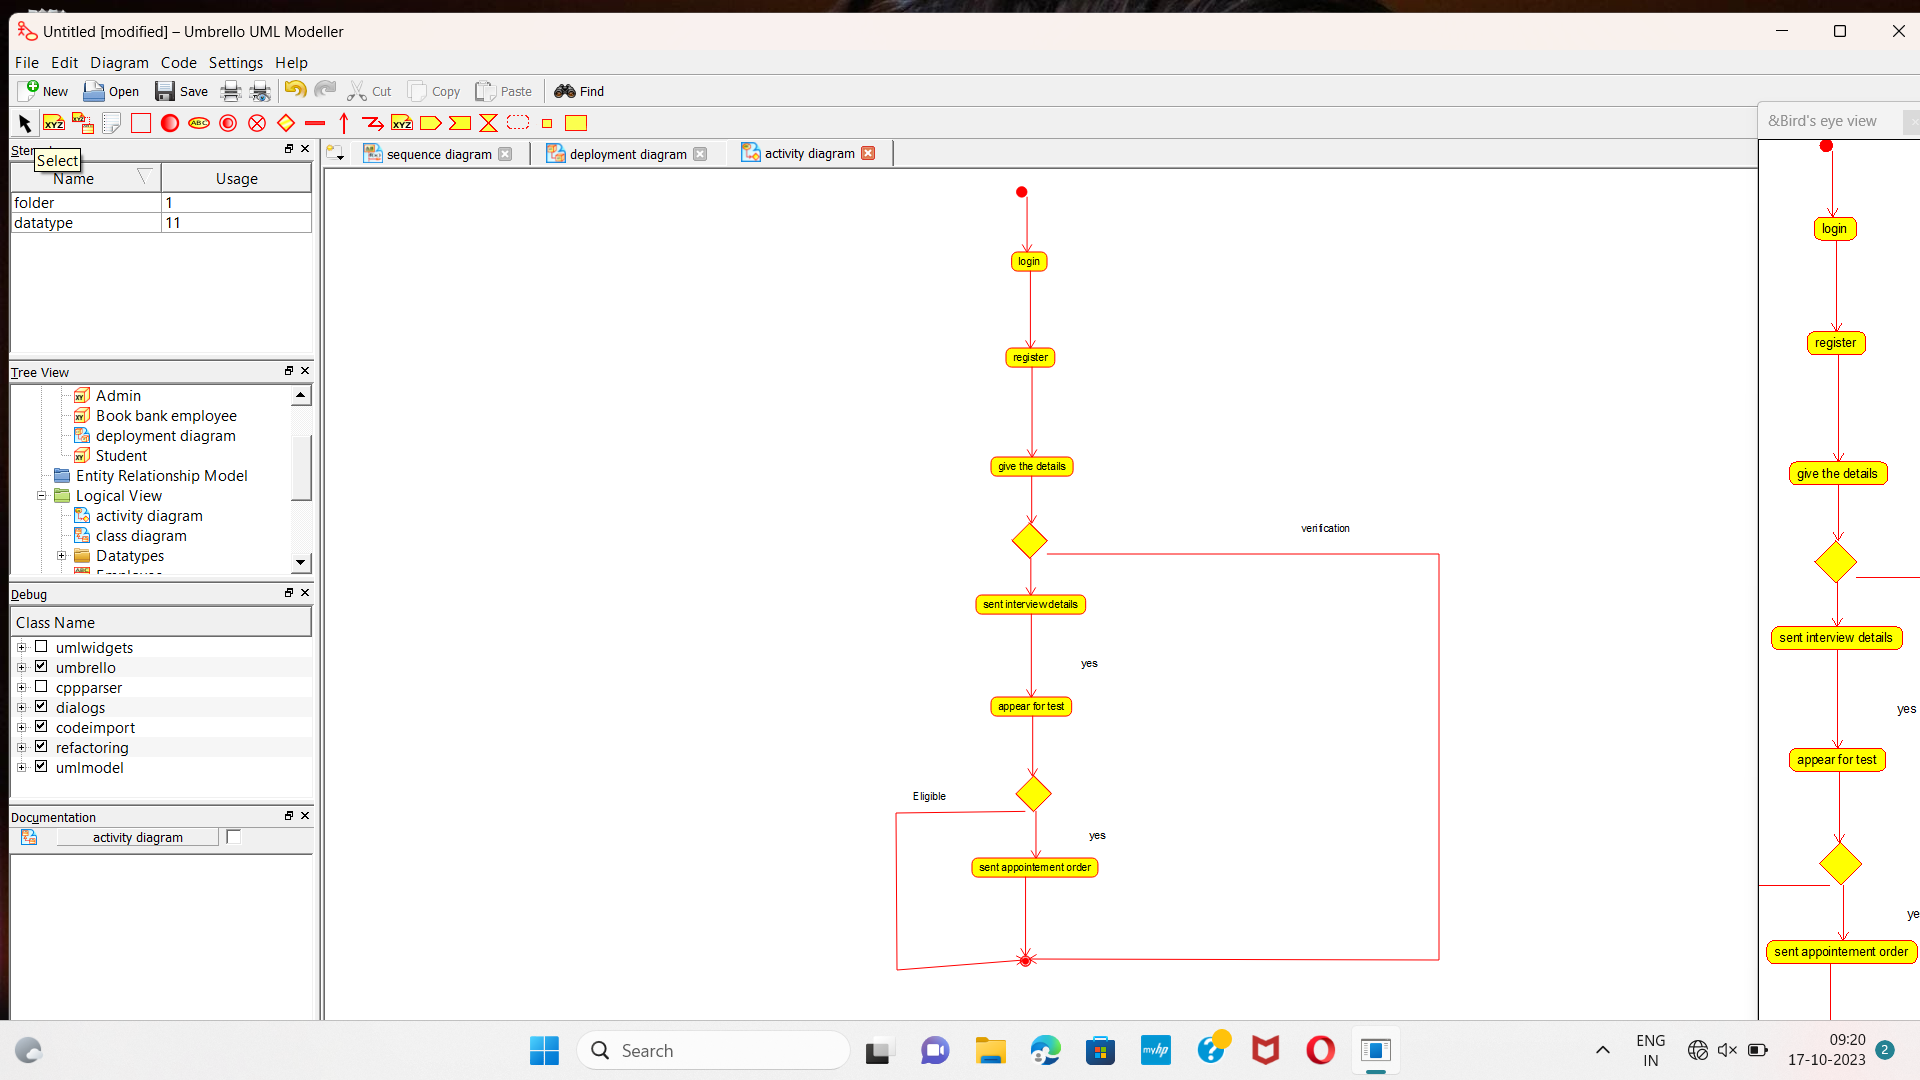 Untitled [modified] – Umbrello UML Modeller
File Edit Diagram Code Settings Help
New Open Save Cut Copy Paste Find
XYZ XYZ ABC XYZ
&Bird's eye view
Select
sequence diagram deployment diagram activity diagram
Name Usage
folder 1
datatype 11
Tree View
Admin
Book bank employee
deployment diagram
Student
Entity Relationship Model
Logical View
activity diagram
class diagram
Datatypes
Debug
Class Name
umlwidgets
umbrello
cppparser
dialogs
codeimport
refactoring
umlmodel
Documentation
activity diagram
login
register
give the details
verification
sent interview details
yes
appear for test
Eligible
yes
sent appointement order
login
register
give the details
sent interview details
yes
appear for test
ye
sent appointement order
Search
myhp
ENG
IN
09:20
17-10-2023
2